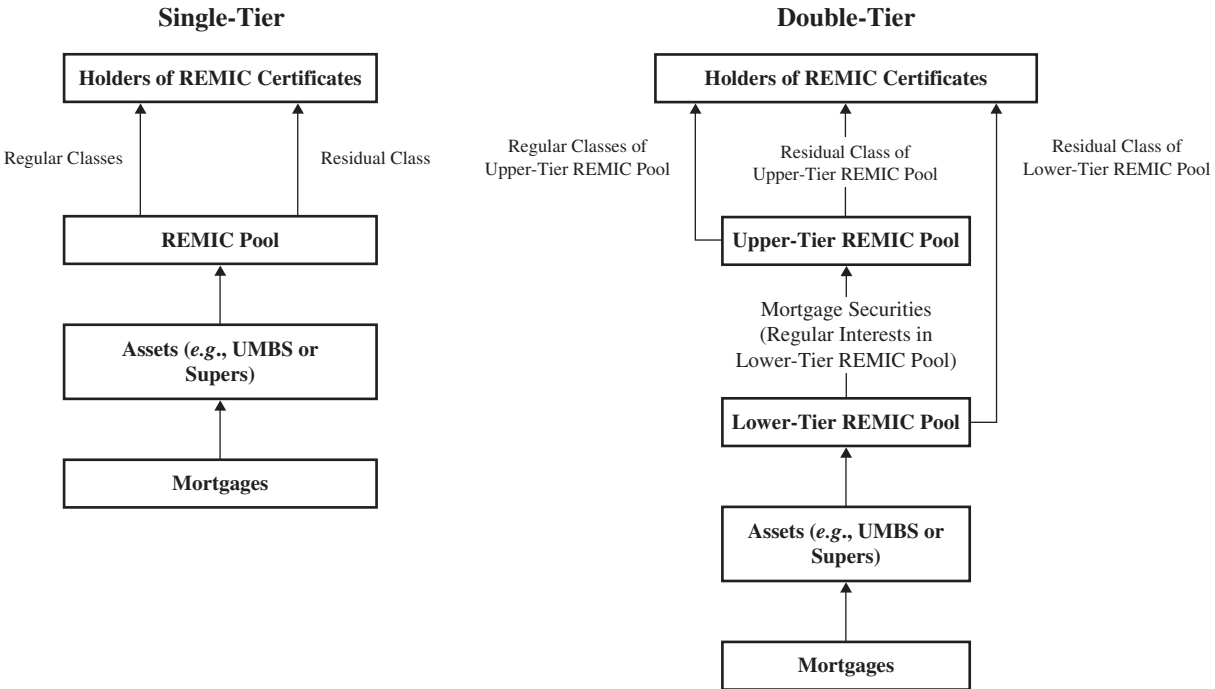 Single-Tier
Holders of REMIC Certificates
Regular Classes
Residual Class
REMIC Pool
Assets (e.g., UMBS or
Supers)
Mortgages
Double-Tier
Holders of REMIC Certificates
Regular Classes of
Upper-Tier REMIC Pool
Residual Class of
Upper-Tier REMIC Pool
Residual Class of
Lower-Tier REMIC Pool
Upper-Tier REMIC Pool
Mortgage Securities
(Regular Interests in
Lower-Tier REMIC Pool)
Lower-Tier REMIC Pool
Assets (e.g., UMBS or
Supers)
Mortgages